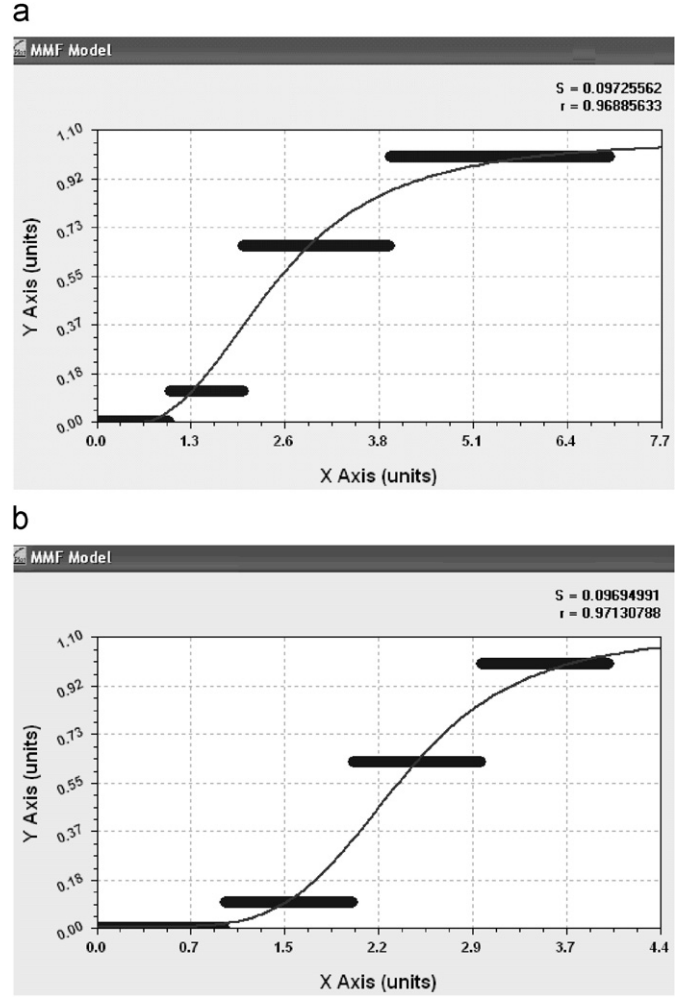 a
MMF Model
S = 0.09725562
r = 0.96885633
1.10
0.92
0.73
0.55
0.37
0.18
0.00
Y Axis (units)
0.0 1.3 2.6 3.8 5.1 6.4 7.7
X Axis (units)
b
MMF Model
S = 0.09694991
r = 0.97130788
1.10
0.92
0.73
0.55
0.37
0.18
0.00
Y Axis (units)
0.0 0.7 1.5 2.2 2.9 3.7 4.4
X Axis (units)